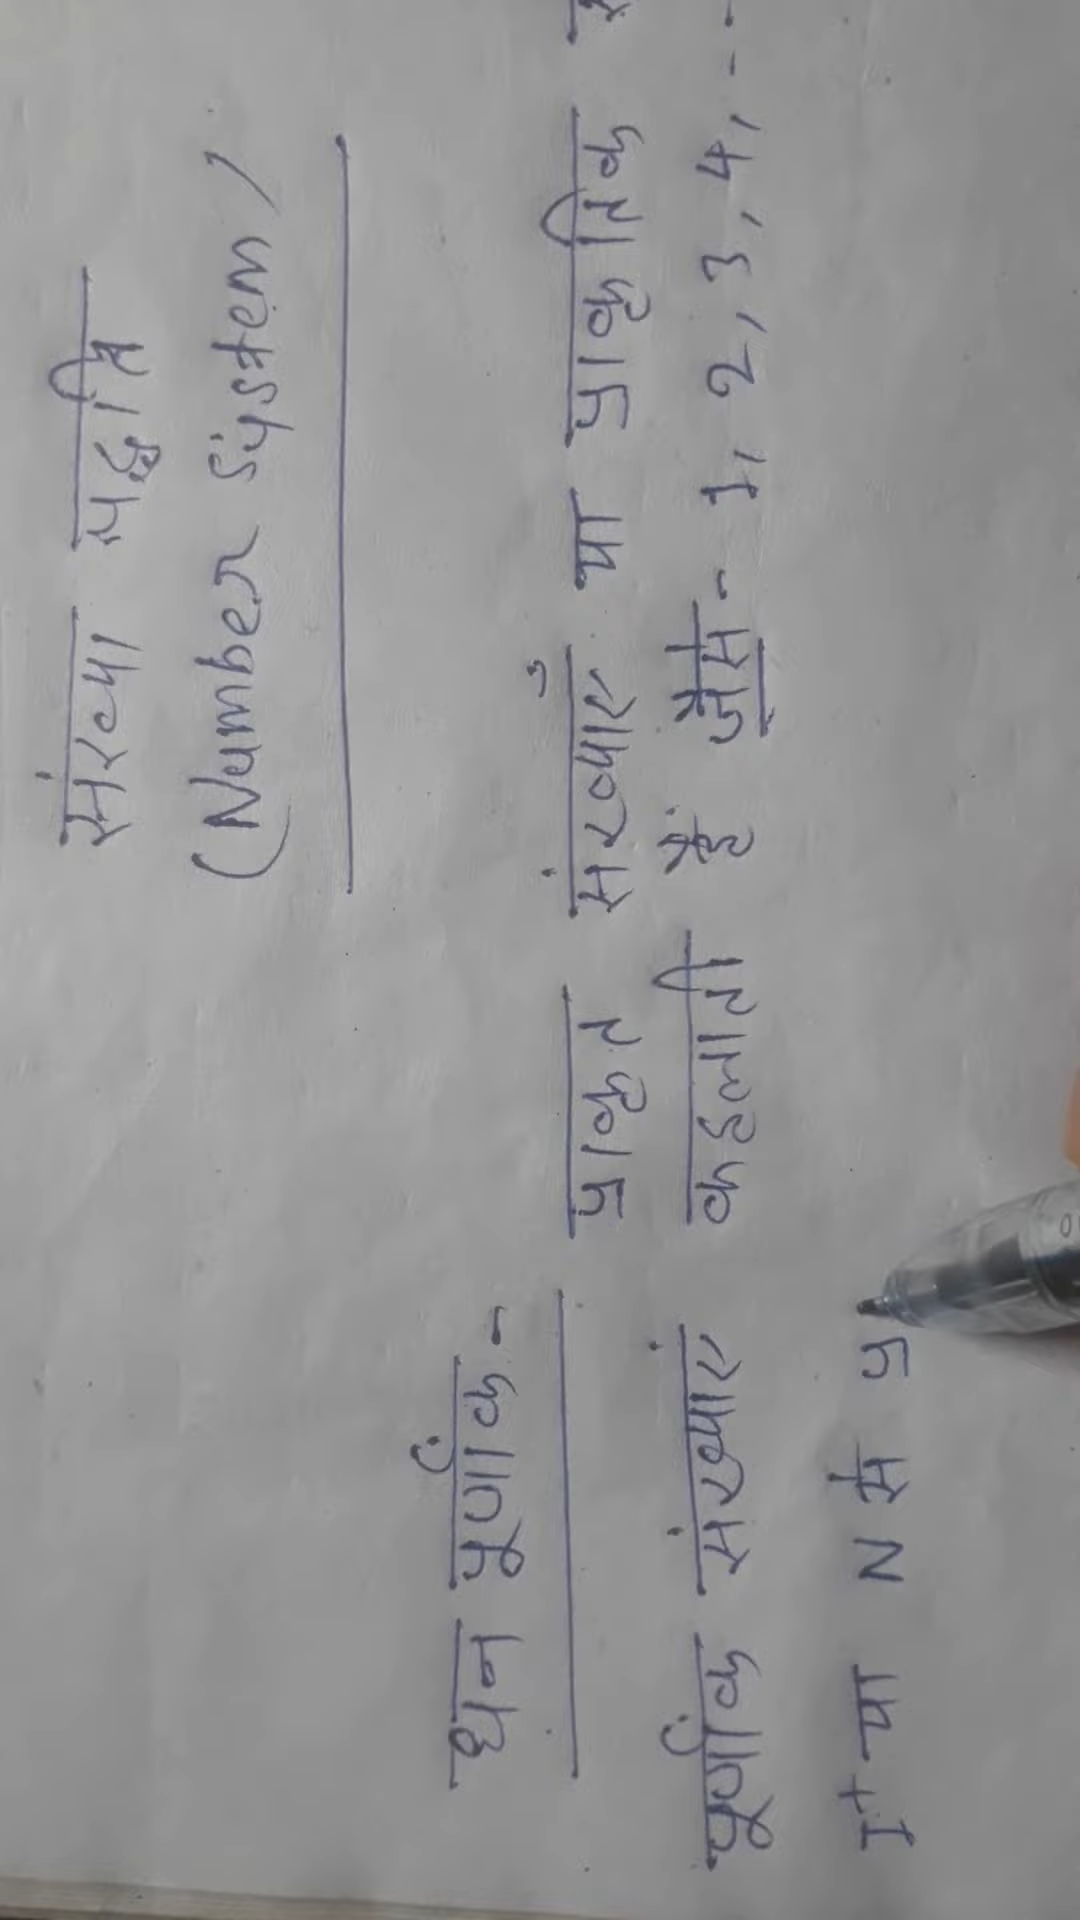 संख्या पद्धति
(Number System)
धन पूर्णांक -
प्राकृत संख्याएँ या प्राकृतिक
पूर्णांक संख्याएं कहलाती हैं जैसे - 1, 2, 3, 4, - -
I+ या N से प्र